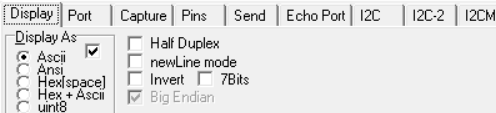 Display Port Capture Pins Send Echo Port I2C I2C-2 I2CM
Display As
Ascii
Ansi
Hex[space]
Hex + Ascii
uint8
Half Duplex
newLine mode
Invert 7Bits
Big Endian